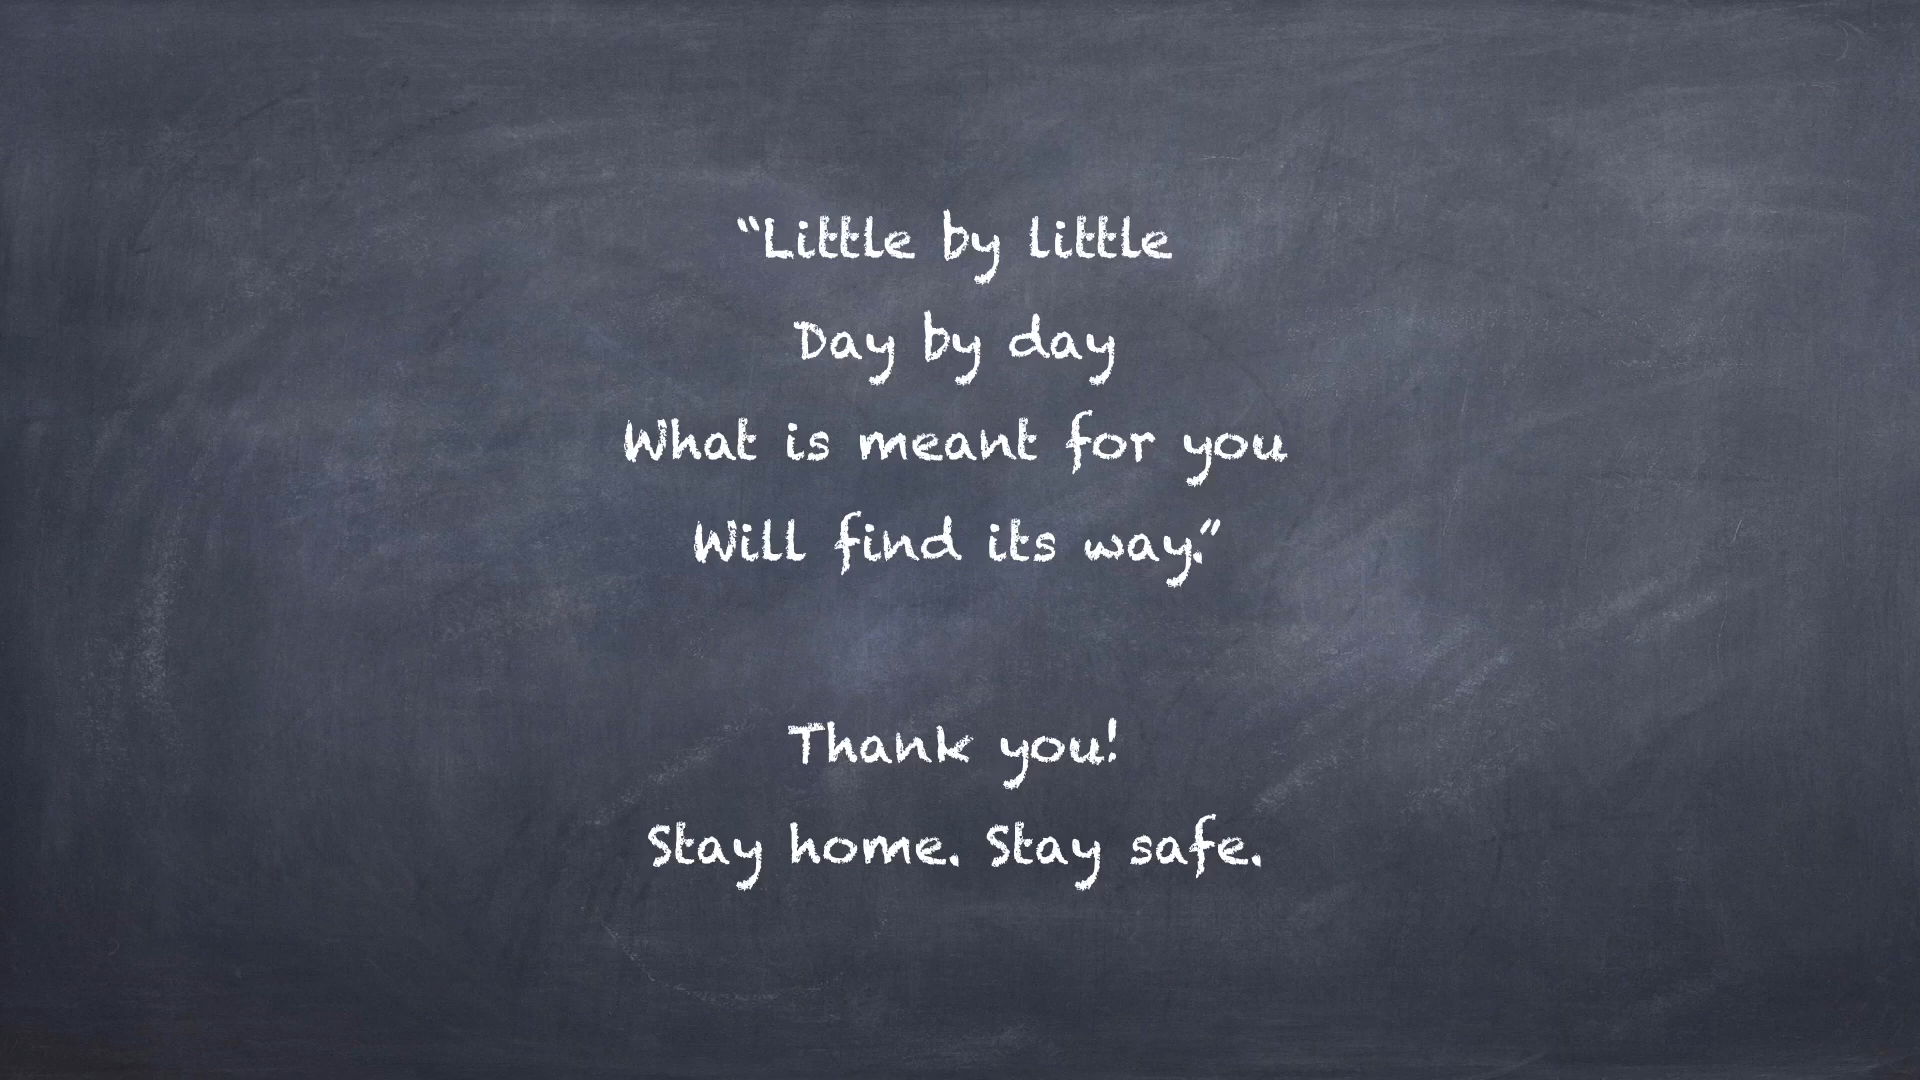 “Little by little
Day by day
What is meant for you
Will find its way.”
Thank you!
Stay home. Stay safe.